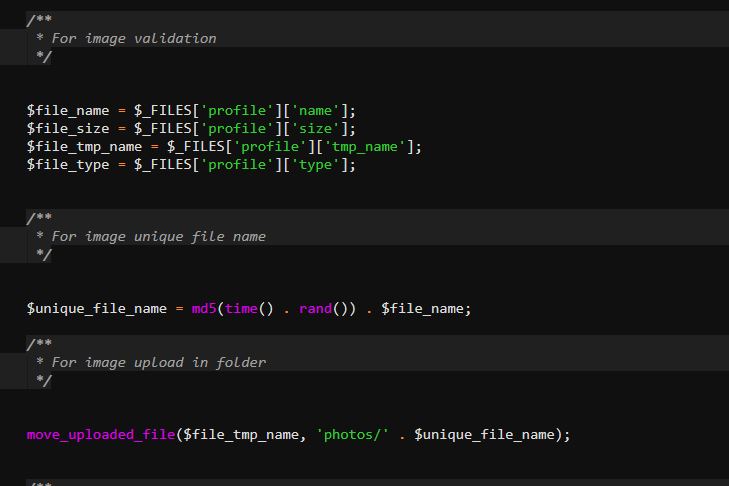 /**
 * For image validation
 */
$file_name = $_FILES['profile']['name'];
$file_size = $_FILES['profile']['size'];
$file_tmp_name = $_FILES['profile']['tmp_name'];
$file_type = $_FILES['profile']['type'];
/**
 * For image unique file name
 */
$unique_file_name = md5(time() . rand()) . $file_name;
/**
 * For image upload in folder
 */
move_uploaded_file($file_tmp_name, 'photos/' . $unique_file_name);
/**